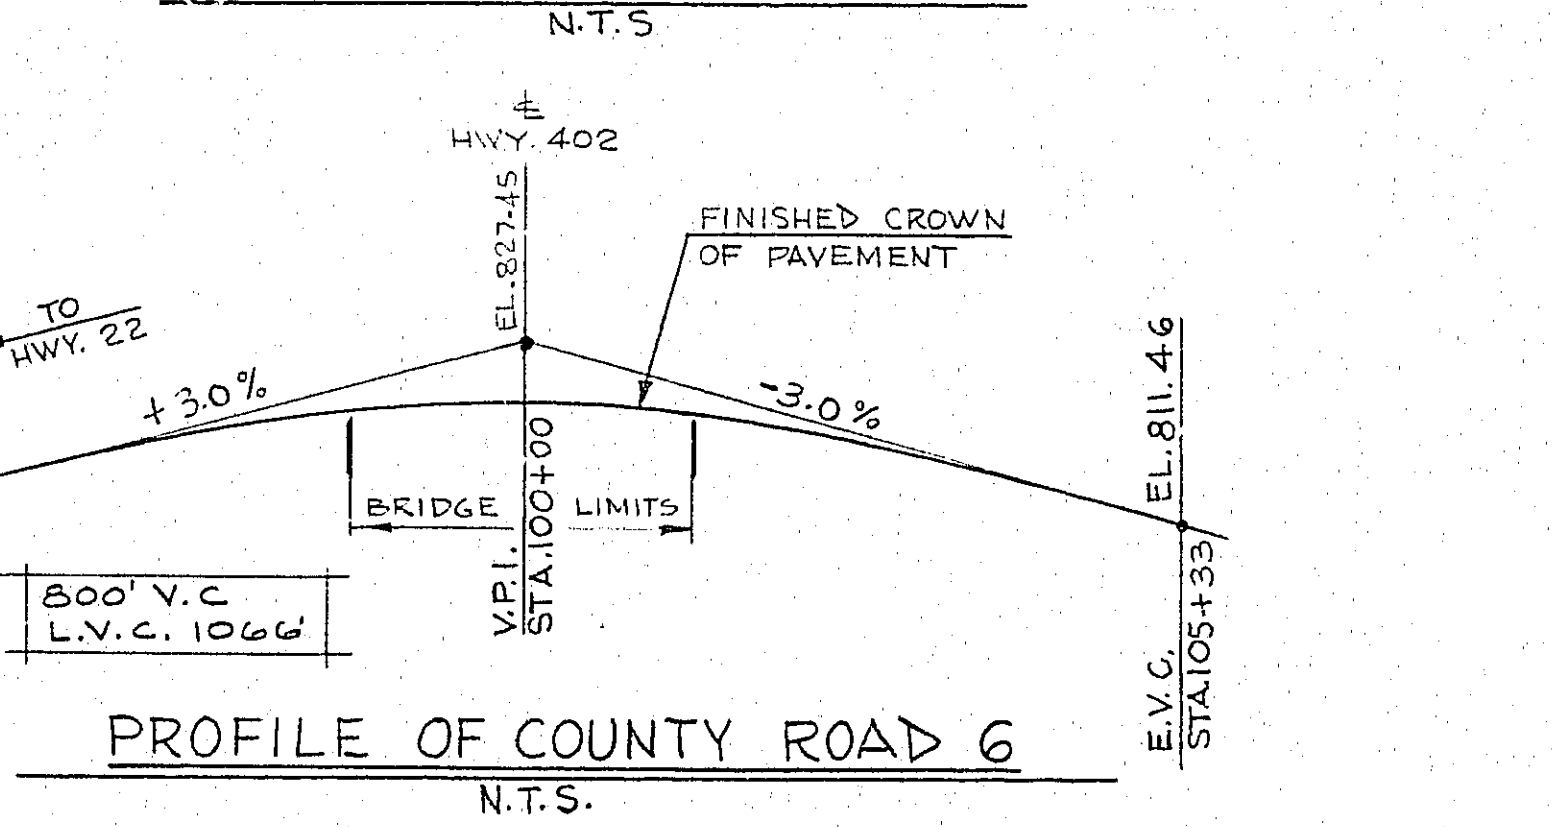 N.T.S
℄
HWY. 402
EL.827.45
FINISHED CROWN
OF PAVEMENT
TO
HWY. 22
+3.0%
-3.0%
EL.811.46
BRIDGE LIMITS
V.P.I.
STA.100+00
800' V.C
L.V.C. 1066'
E.V.C.
STA.105+33
PROFILE OF COUNTY ROAD 6
N.T.S.